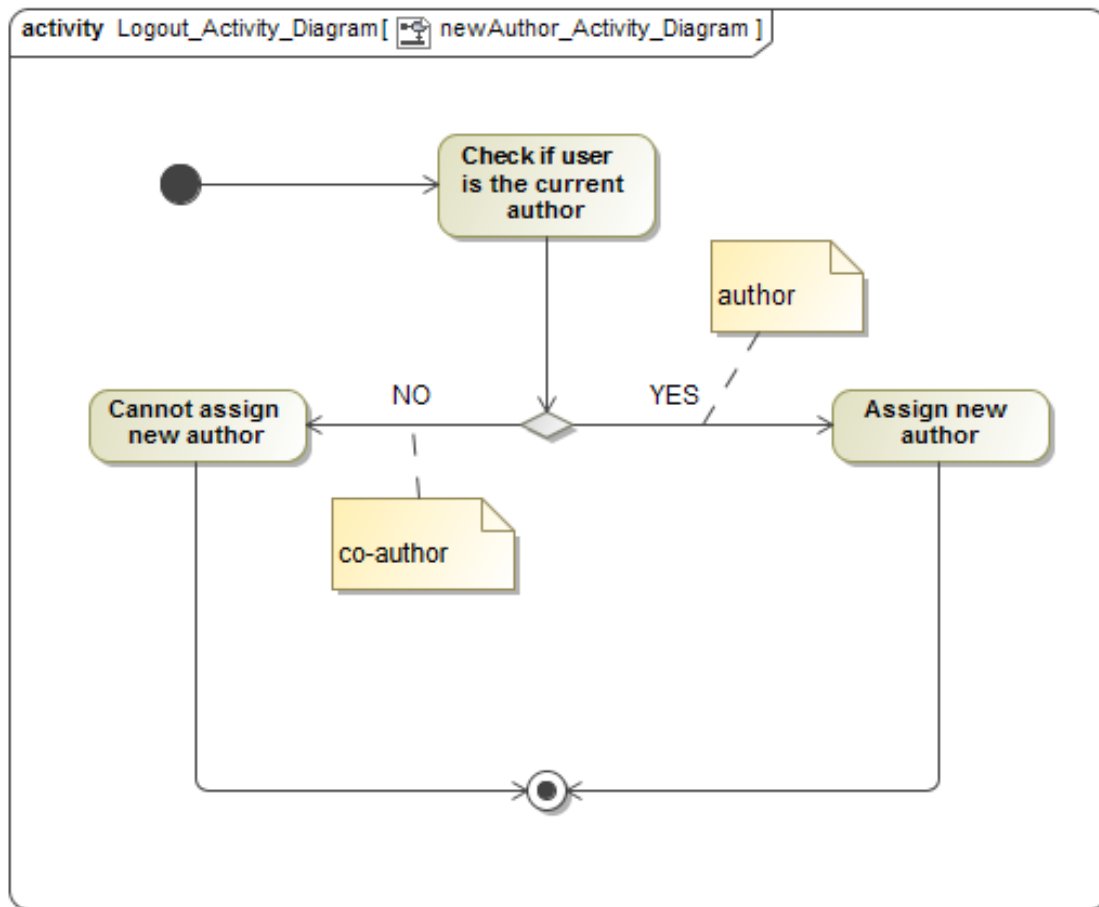 activity Logout_Activity_Diagram[ newAuthor_Activity_Diagram ]
Check if user
is the current
author
author
NO
YES
Cannot assign
new author
Assign new
author
co-author